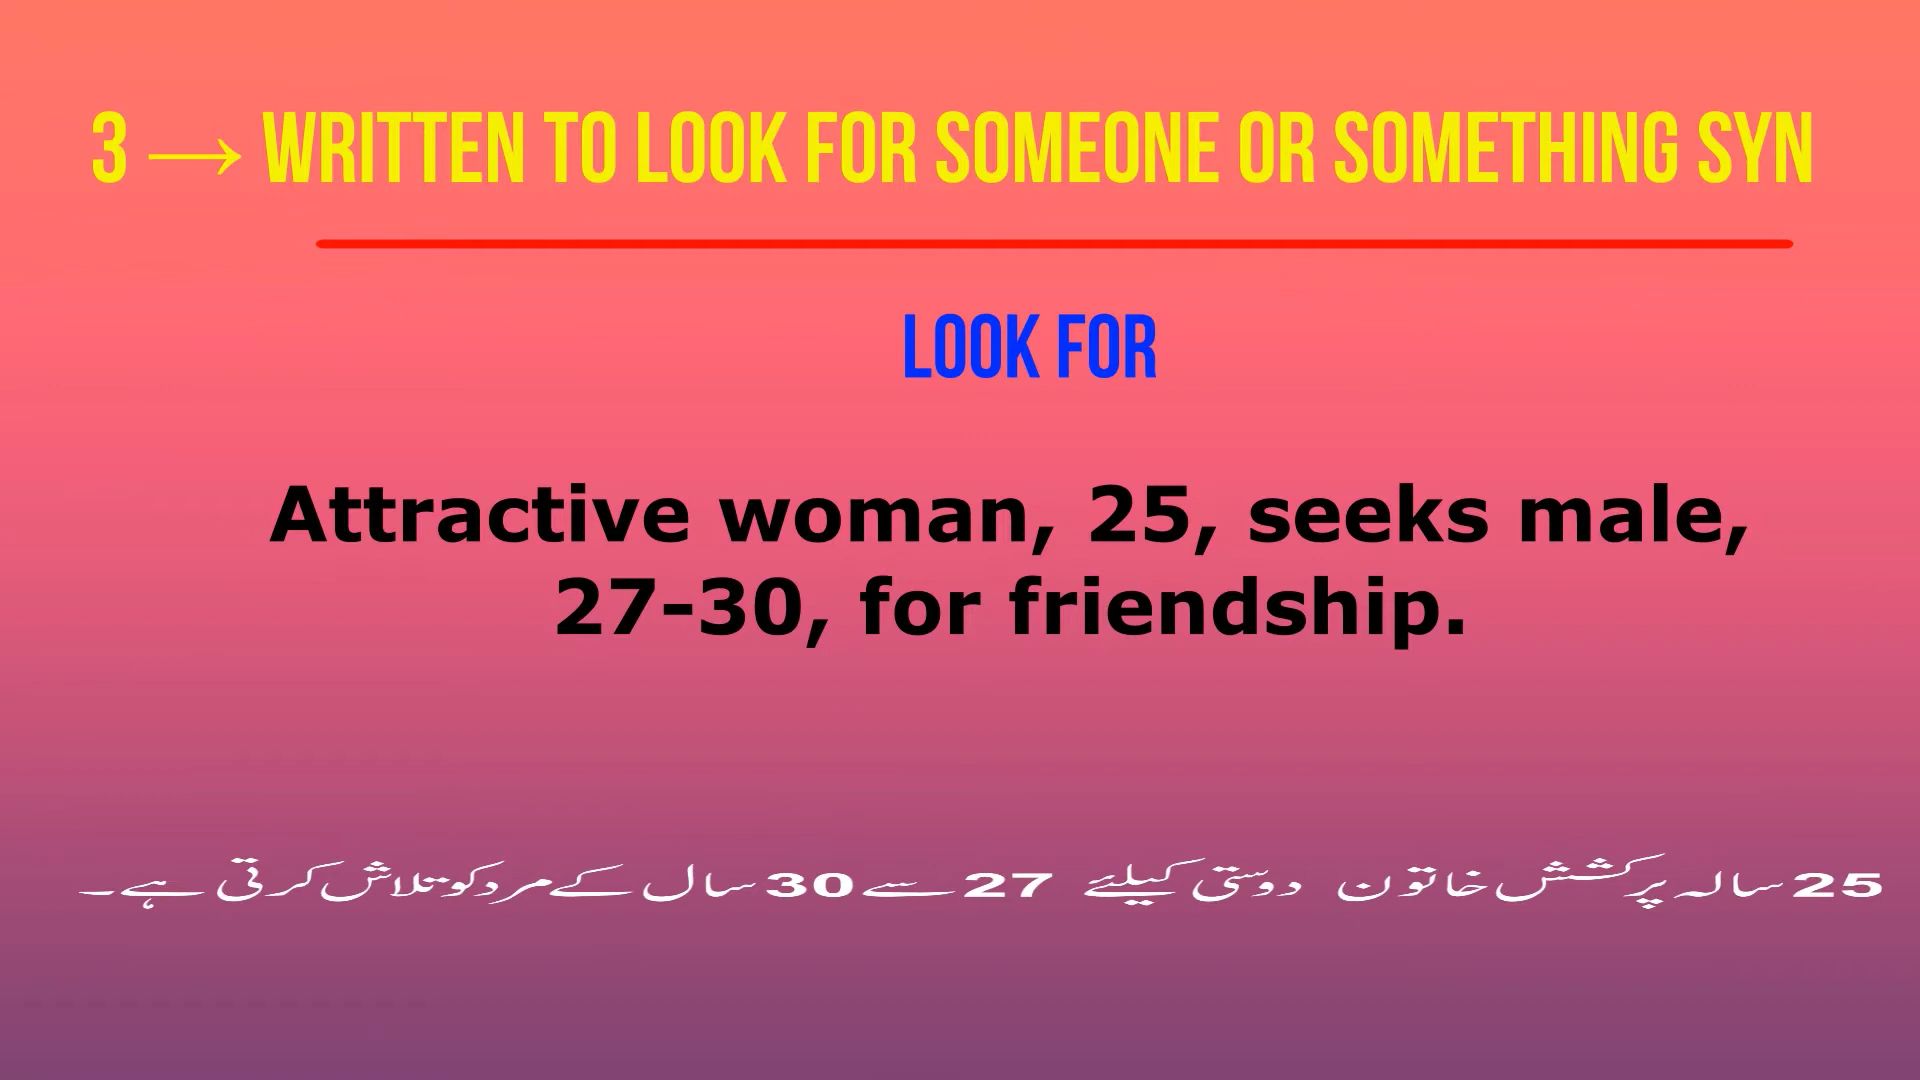 3 → WRITTEN TO LOOK FOR SOMEONE OR SOMETHING SYN
LOOK FOR
Attractive woman, 25, seeks male,
27-30, for friendship.
25 سالہ پرکشش خاتون دوستی کیلئے 27 سے 30 سال کے مرد کو تلاش کرتی ہے۔